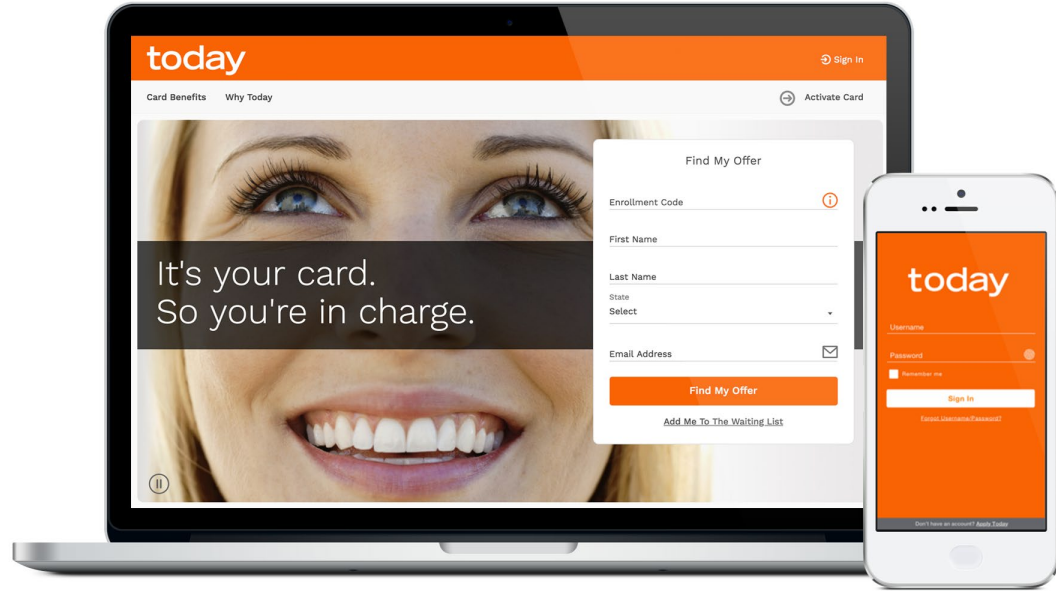 today
Sign In
Card Benefits
Why Today
Activate Card
It's your card.
So you're in charge.
Find My Offer
Enrollment Code
First Name
Last Name
State
Select
Email Address
Find My Offer
Add Me To The Waiting List
today
Username
Password
Remember me
Sign In
Forgot Username/Password?
Don't have an account? Apply Today